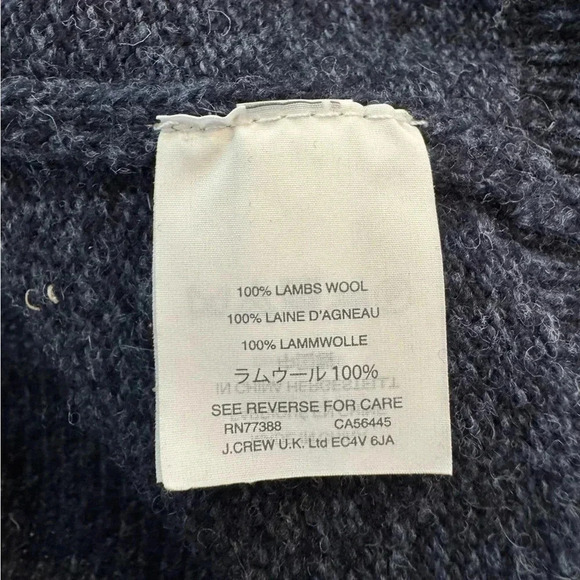 100% LAMBS WOOL
100% LAINE D'AGNEAU
100% LAMMWOLLE
ラムウール 100%
SEE REVERSE FOR CARE
RN77388 CA56445
J.CREW U.K. Ltd EC4V 6JA